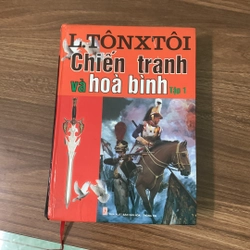 L.TÔNXTÔI
Chiến tranh
và hoà bình Tập 1